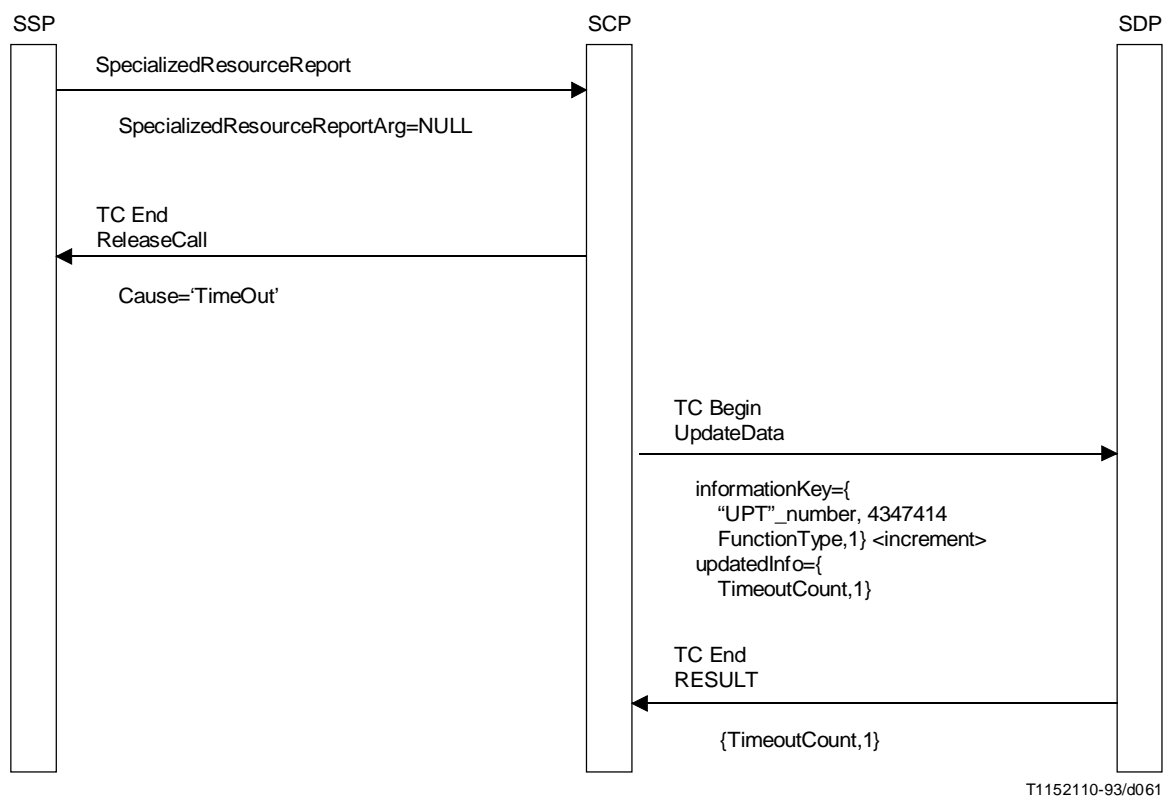 SSP
SCP
SDP
SpecializedResourceReport
SpecializedResourceReportArg=NULL
TC End
ReleaseCall
Cause=‘TimeOut’
TC Begin
UpdateData
informationKey={
“UPT”_number, 4347414
FunctionType,1} <increment>
updatedInfo={
TimeoutCount,1}
TC End
RESULT
{TimeoutCount,1}
T1152110-93/d061